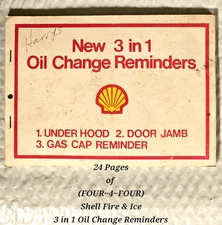 Harrys
New 3 in 1
Oil Change Reminders
1. UNDER HOOD 2. DOOR JAMB
3. GAS CAP REMINDER
24 Pages
of
(FOUR~4~FOUR)
Shell Fire & Ice
3 in 1 Oil Change Reminders